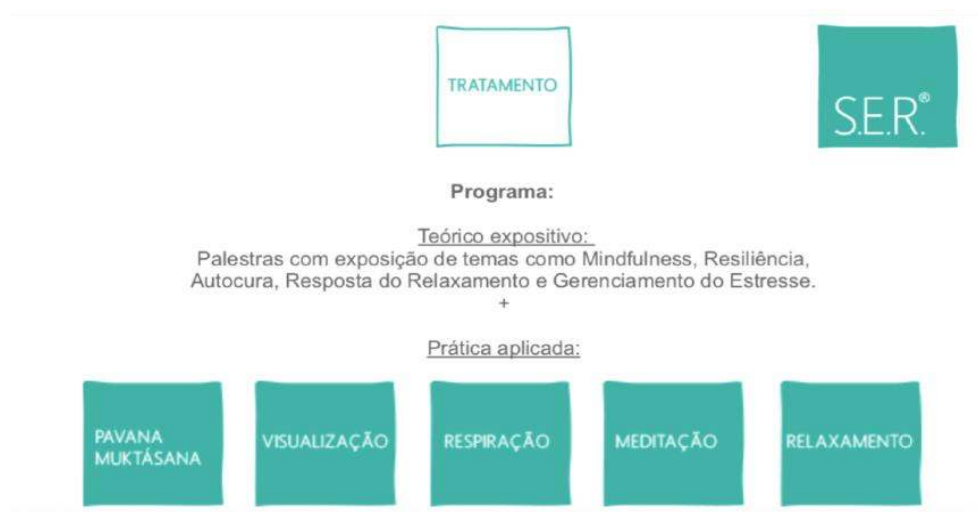 TRATAMENTO
S.E.R.®
Programa:
Teórico expositivo:
Palestras com exposição de temas como Mindfulness, Resiliência,
Autocura, Resposta do Relaxamento e Gerenciamento do Estresse.
+
Prática aplicada:
PAVANA
MUKTÁSANA
VISUALIZAÇÃO
RESPIRAÇÃO
MEDITAÇÃO
RELAXAMENTO